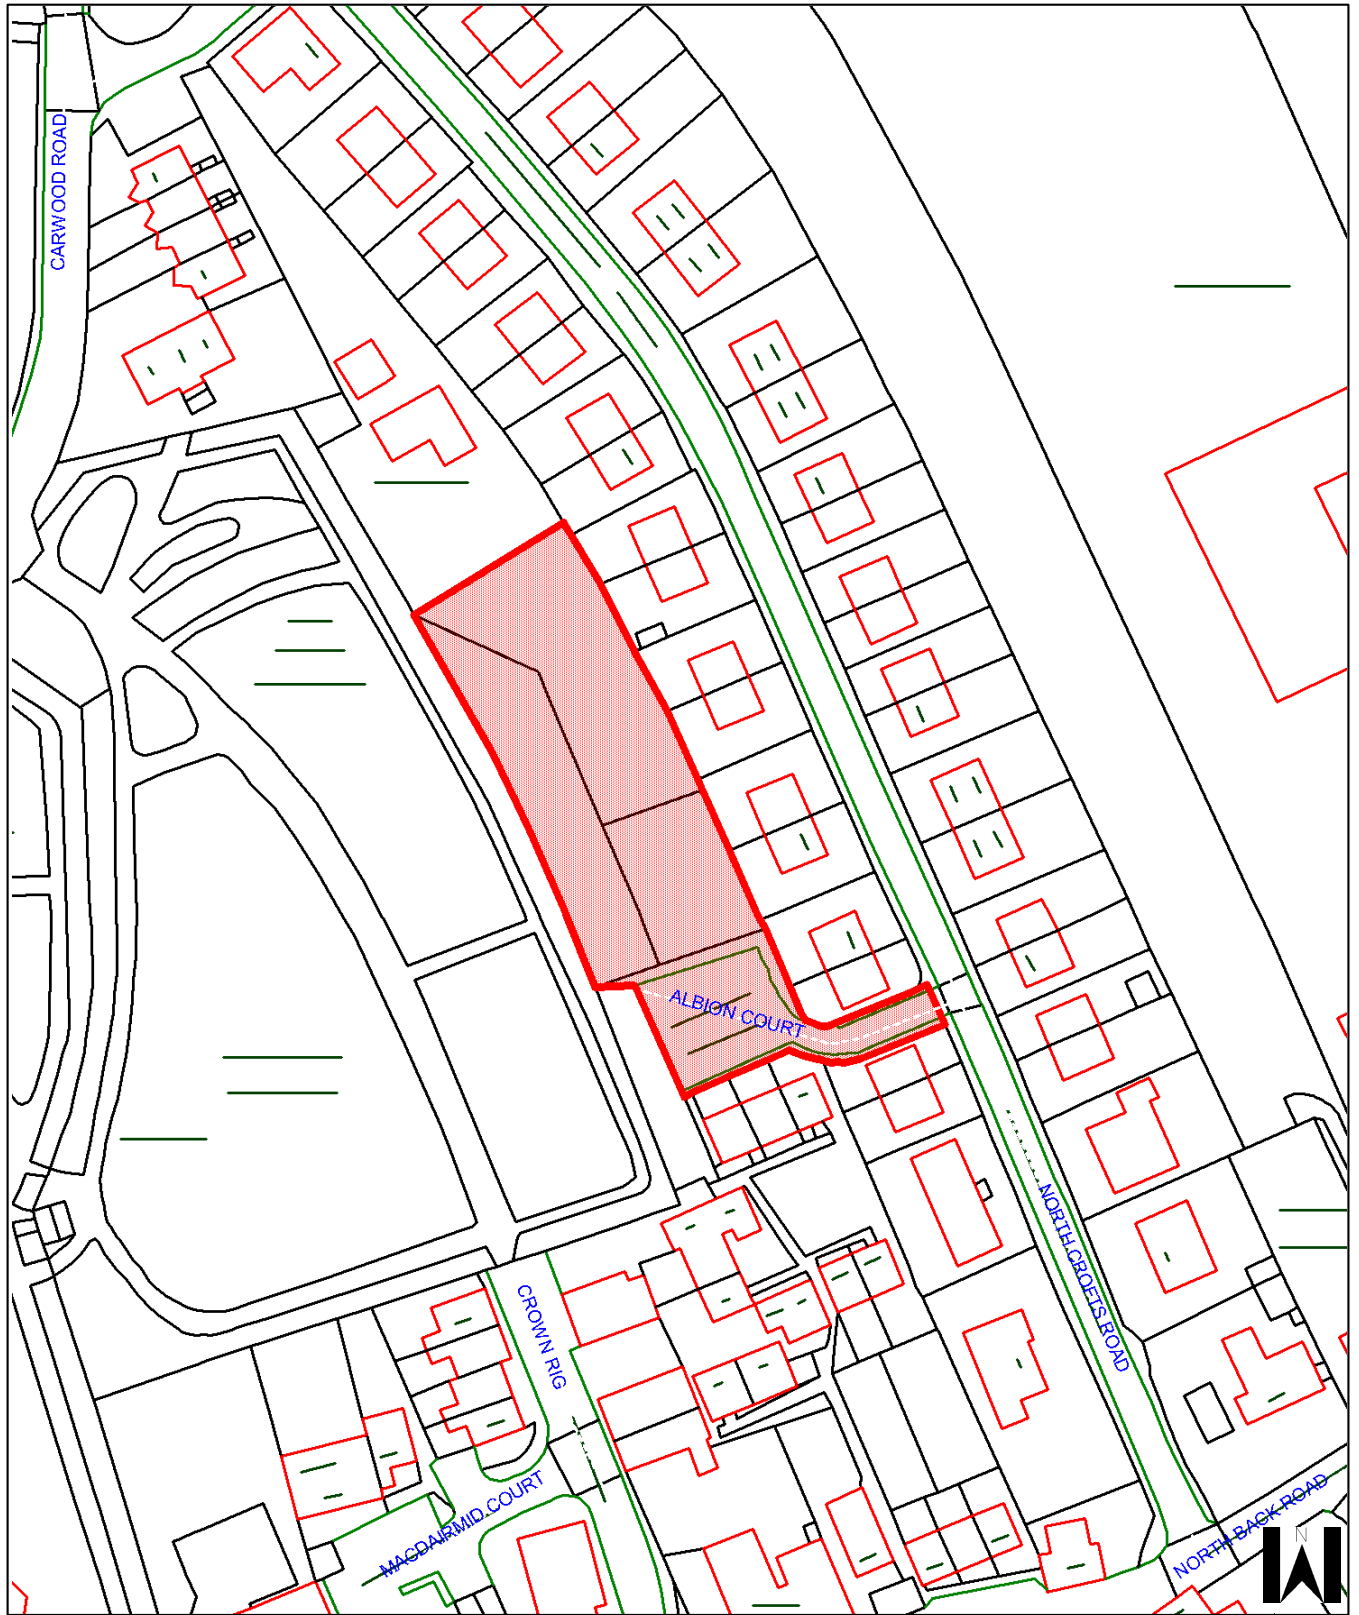 CARWOOD ROAD
ALBION COURT
NORTH CROFTS ROAD
CROWN RIG
MACDAIRMID COURT
NORTH BACK ROAD
N